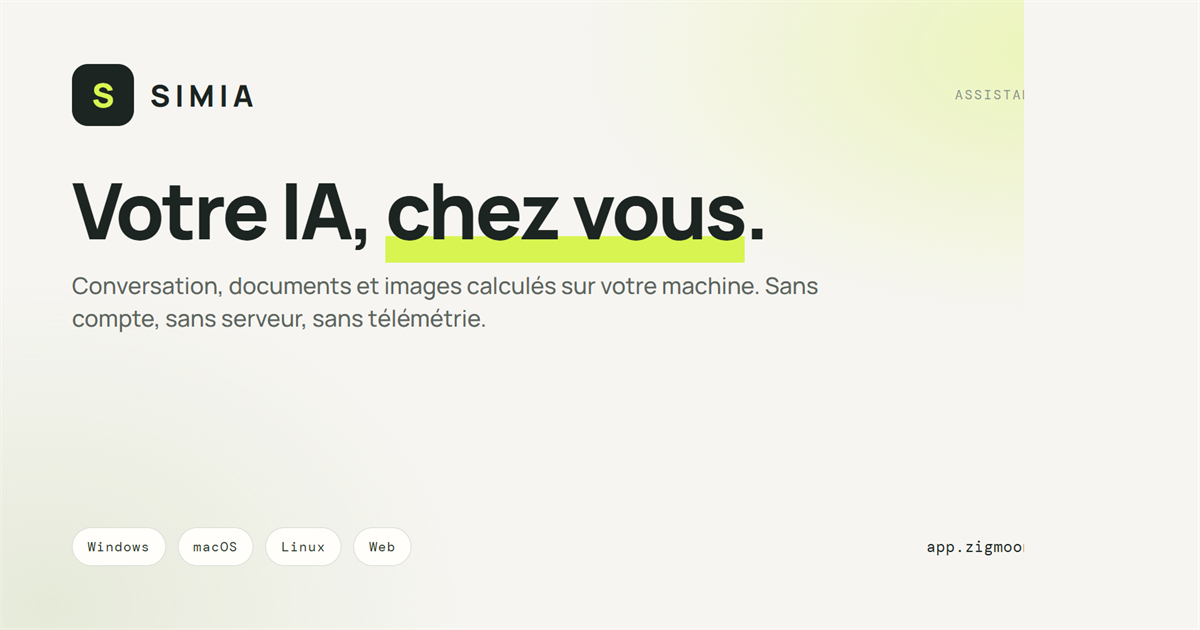 S SIMIA
Votre IA, chez vous.
Conversation, documents et images calculés sur votre machine. Sans
compte, sans serveur, sans télémétrie.
Windows macOS Linux Web